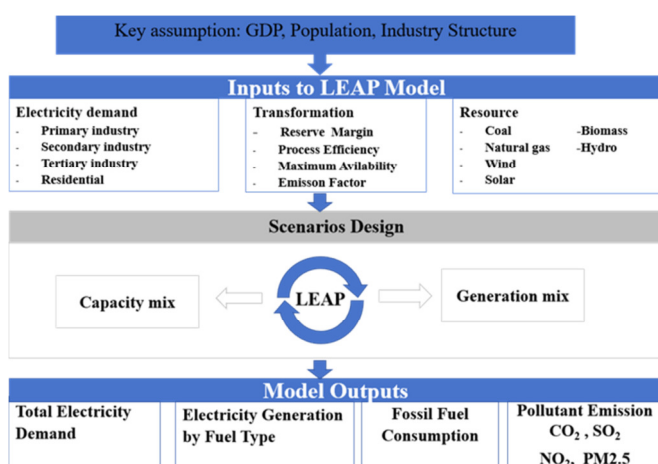 Key assumption: GDP, Population, Industry Structure
Inputs to LEAP Model
Electricity demand
- Primary industry
- Secondary industry
- Tertiary industry
- Residential
Transformation
- Reserve Margin
- Process Efficiency
- Maximum Avilability
- Emisson Factor
Resource
- Coal -Biomass
- Natural gas -Hydro
- Wind
- Solar
Scenarios Design
Capacity mix
LEAP
Generation mix
Model Outputs
Total Electricity
Demand
Electricity Generation
by Fuel Type
Fossil Fuel
Consumption
Pollutant Emission
CO₂ , SO₂
NO₂, PM2.5